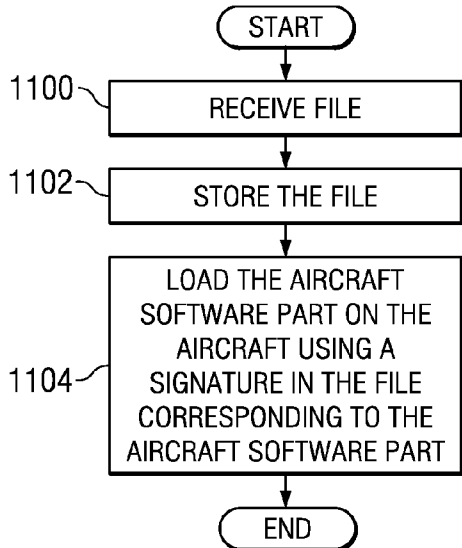 START
1100
RECEIVE FILE
1102
STORE THE FILE
1104
LOAD THE AIRCRAFT
SOFTWARE PART ON THE
AIRCRAFT USING A
SIGNATURE IN THE FILE
CORRESPONDING TO THE
AIRCRAFT SOFTWARE PART
END